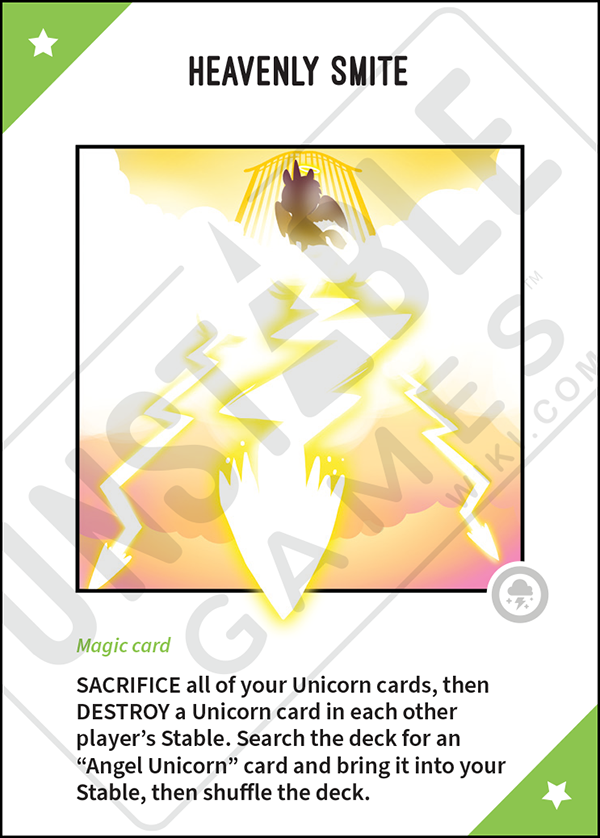 HEAVENLY SMITE
UNSTABLE
GAMES™
WIKI.COM
Magic card
SACRIFICE all of your Unicorn cards, then
DESTROY a Unicorn card in each other
player’s Stable. Search the deck for an
“Angel Unicorn” card and bring it into your
Stable, then shuffle the deck.